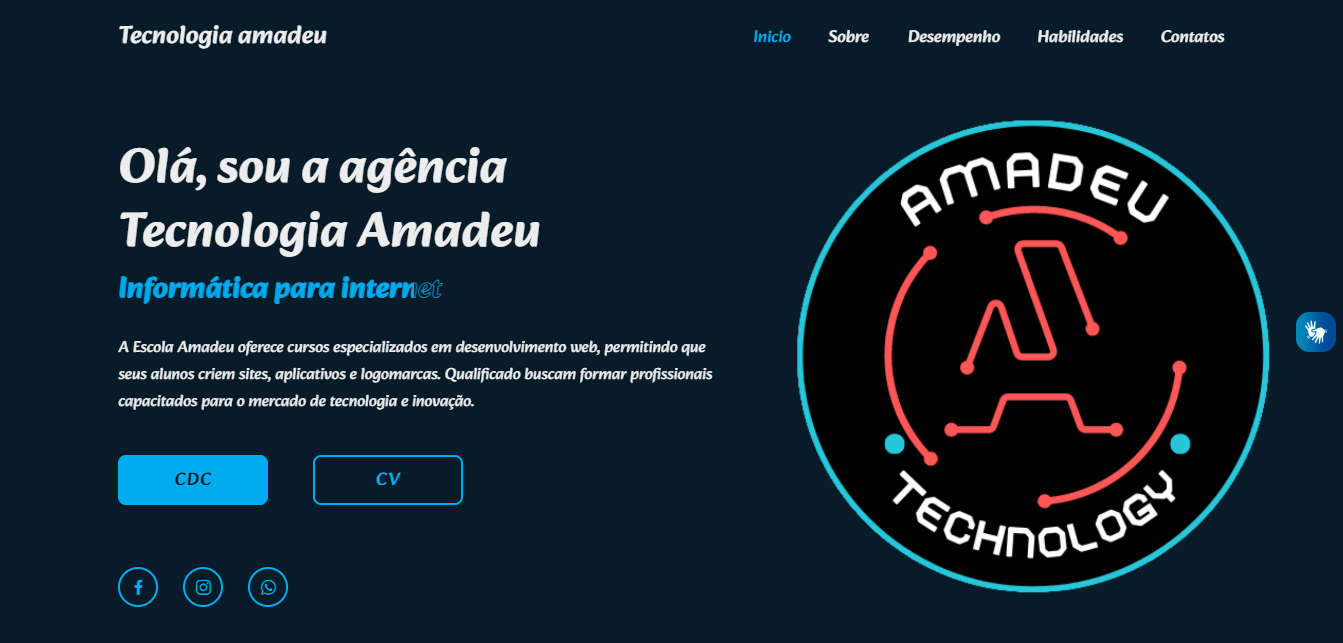 Tecnologia amadeu
Inicio Sobre Desempenho Habilidades Contatos
Olá, sou a agência
Tecnologia Amadeu
Informática para internet
A Escola Amadeu oferece cursos especializados em desenvolvimento web, permitindo que
seus alunos criem sites, aplicativos e logomarcas. Qualificado buscam formar profissionais
capacitados para o mercado de tecnologia e inovação.
CDC CV
AMADEU
TECHNOLOGY